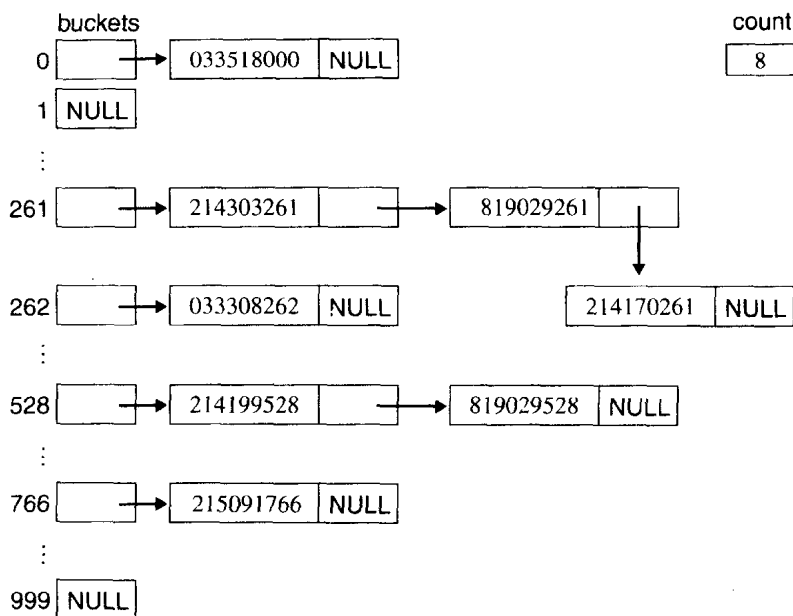 buckets
count
0 033518000 NULL
8
1 NULL
⋮
261 214303261 819029261
262 033308262 NULL
214170261 NULL
⋮
528 214199528 819029528 NULL
⋮
766 215091766 NULL
⋮
999 NULL